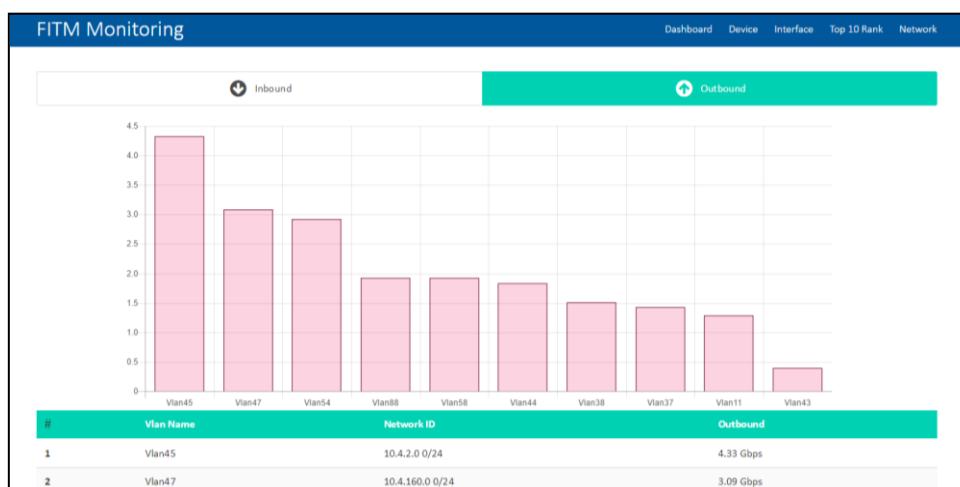 FITM Monitoring
Dashboard Device Interface Top 10 Rank Network
Inbound
Outbound
4.5
4.0
3.5
3.0
2.5
2.0
1.5
1.0
0.5
0
Vlan45 Vlan47 Vlan54 Vlan88 Vlan58 Vlan44 Vlan38 Vlan37 Vlan11 Vlan43
# Vlan Name Network ID Outbound
1 Vlan45 10.4.2.0 0/24 4.33 Gbps
2 Vlan47 10.4.160.0 0/24 3.09 Gbps